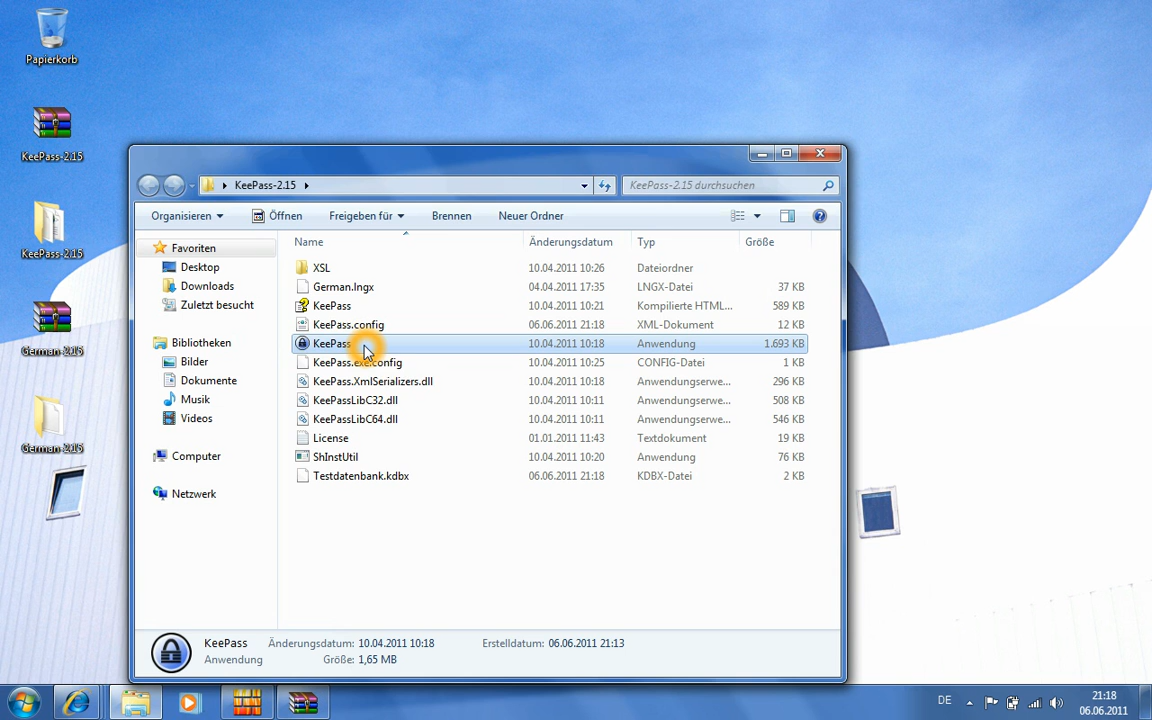 Papierkorb
KeePass-2.15
KeePass-2.15
German-2.15
German-2.15
KeePass-2.15
KeePass-2.15 durchsuchen
Organisieren Öffnen Freigeben für Brennen Neuer Ordner
Favoriten
Desktop
Downloads
Zuletzt besucht
Bibliotheken
Bilder
Dokumente
Musik
Videos
Computer
Netzwerk
Name Änderungsdatum Typ Größe
XSL 10.04.2011 10:26 Dateiordner
German.lngx 04.04.2011 17:35 LNGX-Datei 37 KB
KeePass 10.04.2011 10:21 Kompilierte HTML... 589 KB
KeePass.config 06.06.2011 21:18 XML-Dokument 12 KB
KeePass 10.04.2011 10:18 Anwendung 1.693 KB
KeePass.exe.config 10.04.2011 10:25 CONFIG-Datei 1 KB
KeePass.XmlSerializers.dll 10.04.2011 10:18 Anwendungserwe... 296 KB
KeePassLibC32.dll 10.04.2011 10:11 Anwendungserwe... 508 KB
KeePassLibC64.dll 10.04.2011 10:11 Anwendungserwe... 546 KB
License 01.01.2011 11:43 Textdokument 19 KB
ShInstUtil 10.04.2011 10:20 Anwendung 76 KB
Testdatenbank.kdbx 06.06.2011 21:18 KDBX-Datei 2 KB
KeePass Änderungsdatum: 10.04.2011 10:18 Erstelldatum: 06.06.2011 21:13
Anwendung Größe: 1,65 MB
DE
21:18
06.06.2011